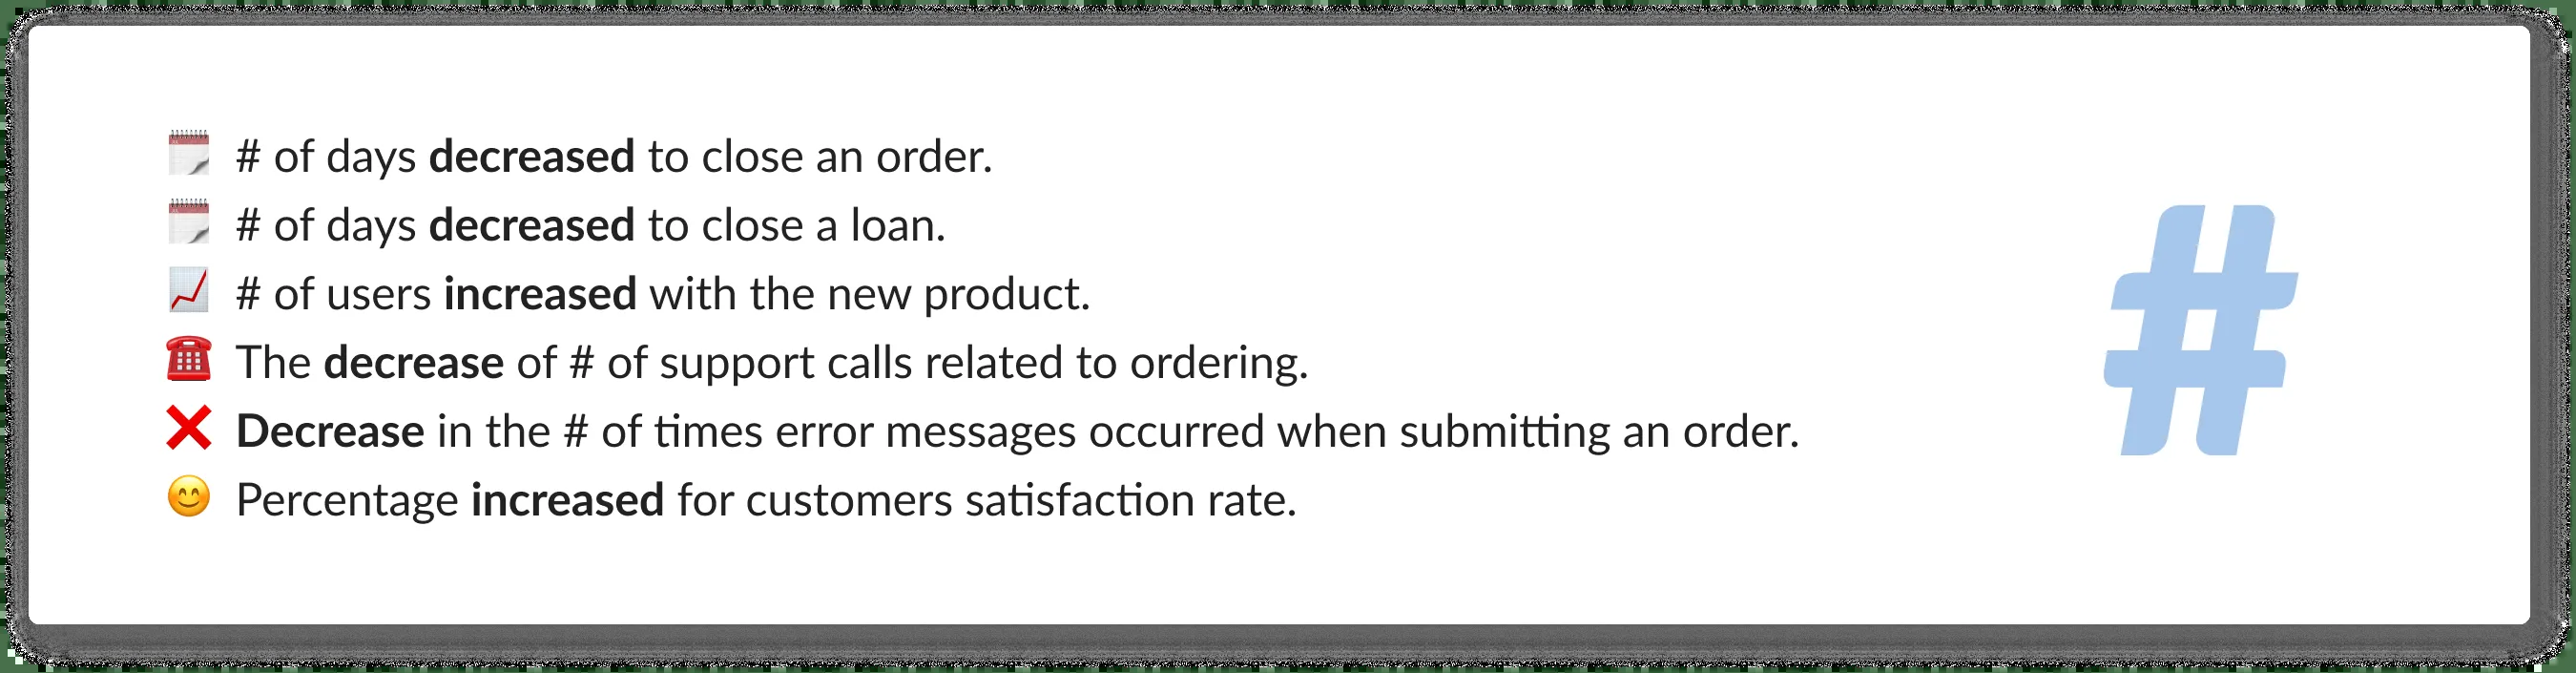 # of days decreased to close an order.
# of days decreased to close a loan.
# of users increased with the new product.
The decrease of # of support calls related to ordering.
Decrease in the # of times error messages occurred when submitting an order.
Percentage increased for customers satisfaction rate.
#